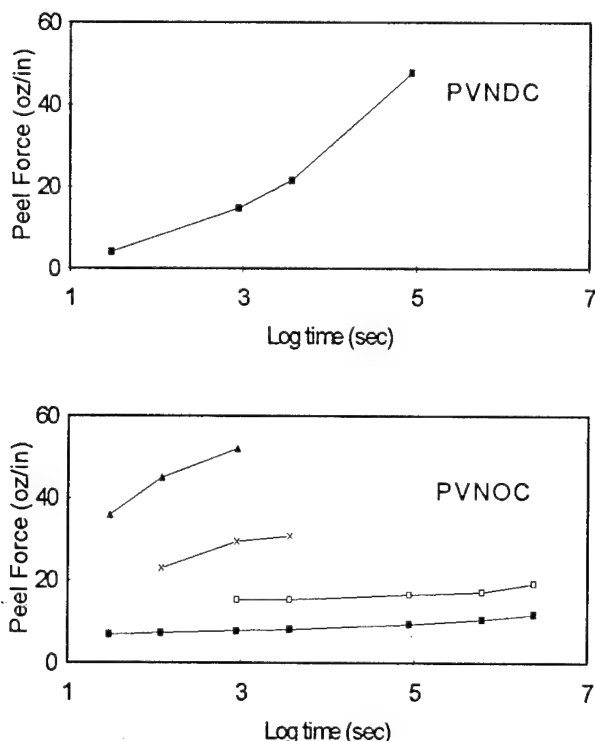 60
40
20
0
Peel Force (oz/in)
PVNDC
1 3 5 7
Log time (sec)
60
40
20
0
Peel Force (oz/in)
PVNOC
1 3 5 7
Log time (sec)